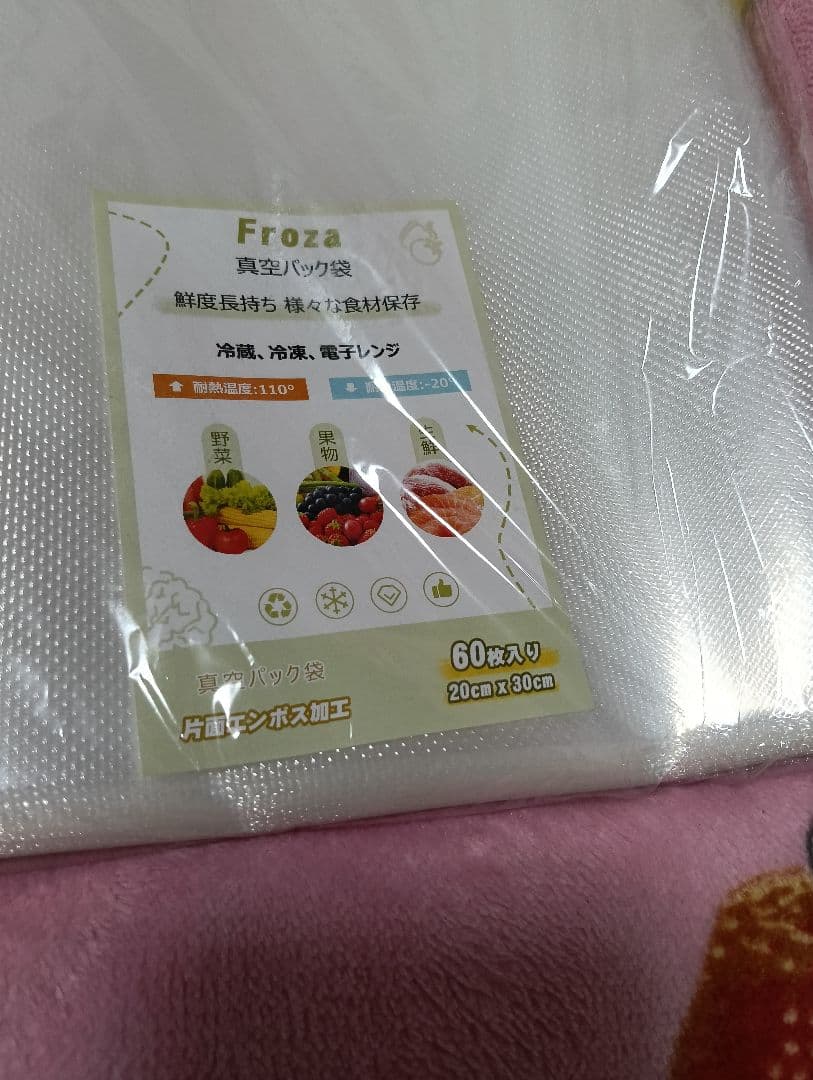 Froza
真空パック袋
鮮度長持ち 様々な食材保存
冷蔵、冷凍、電子レンジ
耐熱温度:110°
温度:-20°
野菜
果物
生鮮
真空パック袋
片面エンボス加工
60枚入り
20cm x 30cm